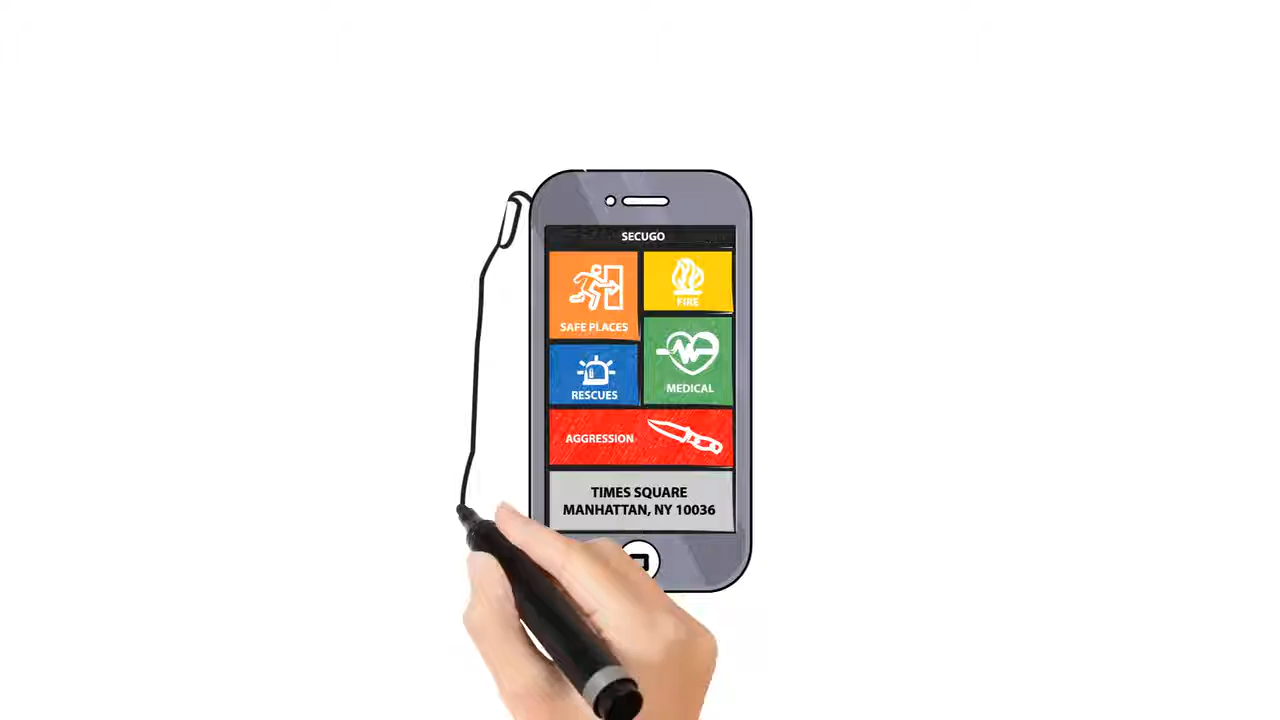 SECUGO
SAFE PLACES
FIRE
RESCUES
MEDICAL
AGGRESSION
TIMES SQUARE
MANHATTAN, NY 10036